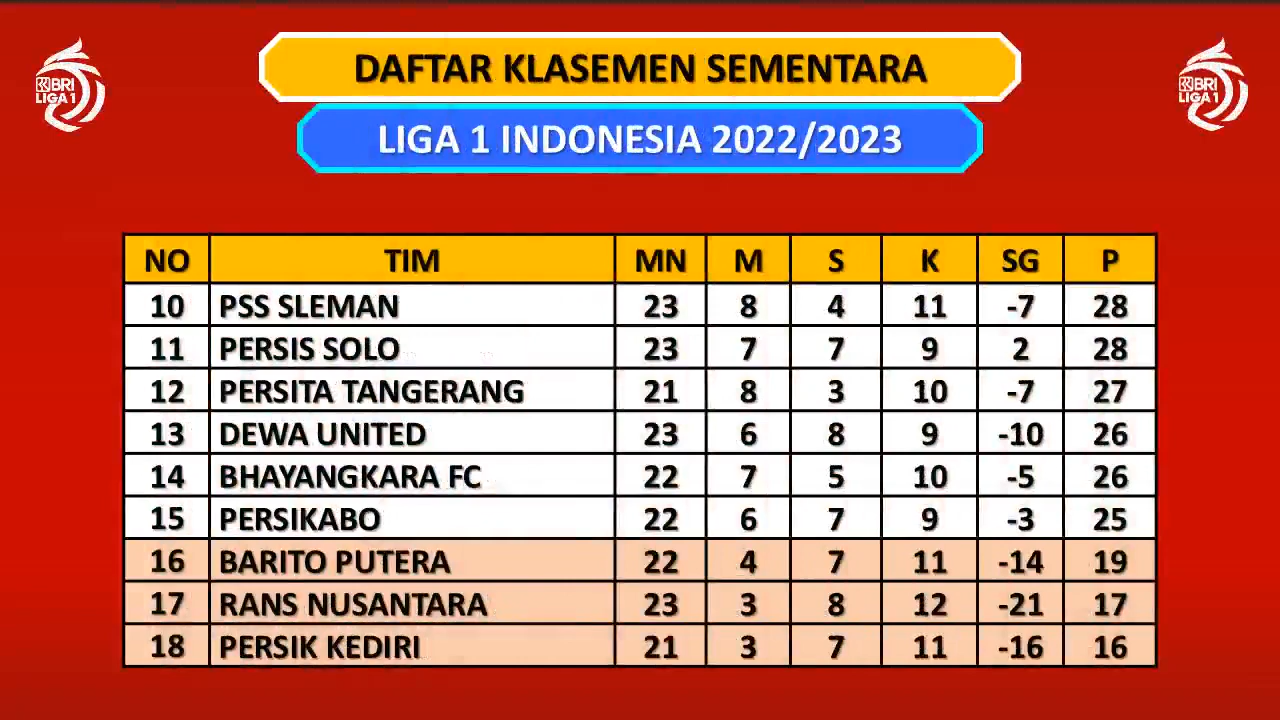 DAFTAR KLASEMEN SEMENTARA
LIGA 1 INDONESIA 2022/2023
BRI
LIGA 1
BRI
LIGA 1
NO TIM MN M S K SG P
10 PSS SLEMAN 23 8 4 11 -7 28
11 PERSIS SOLO 23 7 7 9 2 28
12 PERSITA TANGERANG 21 8 3 10 -7 27
13 DEWA UNITED 23 6 8 9 -10 26
14 BHAYANGKARA FC 22 7 5 10 -5 26
15 PERSIKABO 22 6 7 9 -3 25
16 BARITO PUTERA 22 4 7 11 -14 19
17 RANS NUSANTARA 23 3 8 12 -21 17
18 PERSIK KEDIRI 21 3 7 11 -16 16